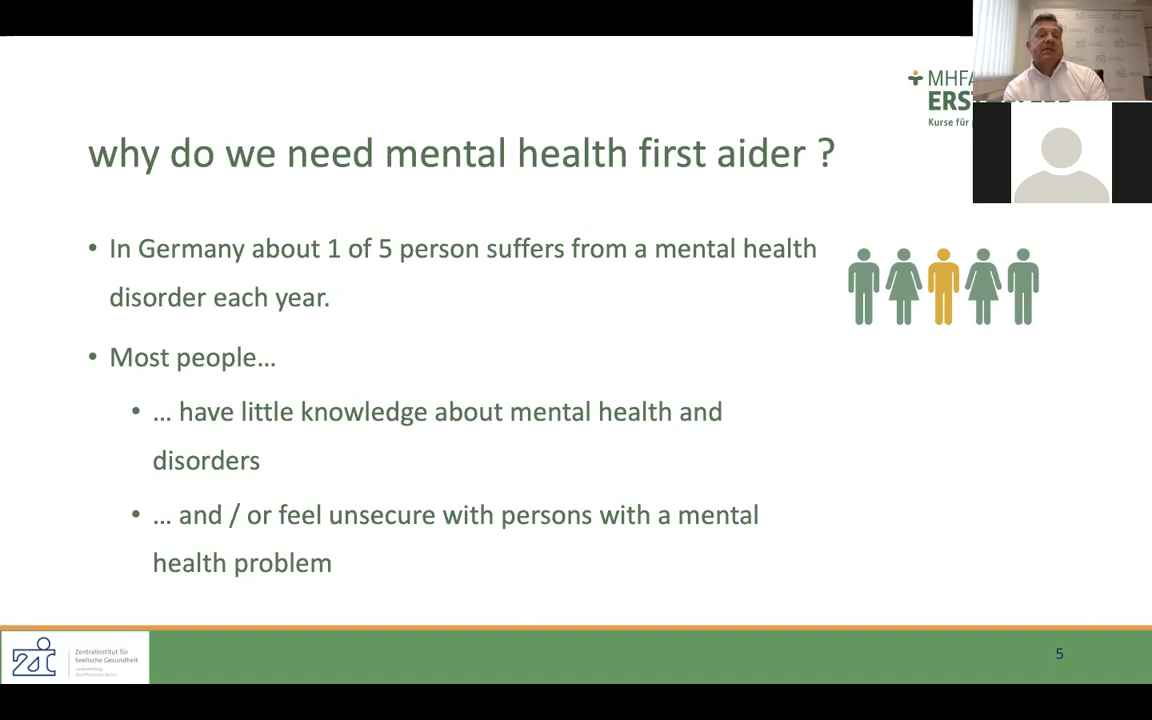 MHFA
ERS
Kurse für
why do we need mental health first aider ?
• In Germany about 1 of 5 person suffers from a mental health
disorder each year.
• Most people…
• … have little knowledge about mental health and
disorders
• … and / or feel unsecure with persons with a mental
health problem
Zentralinstitut für
Seelische Gesundheit
5